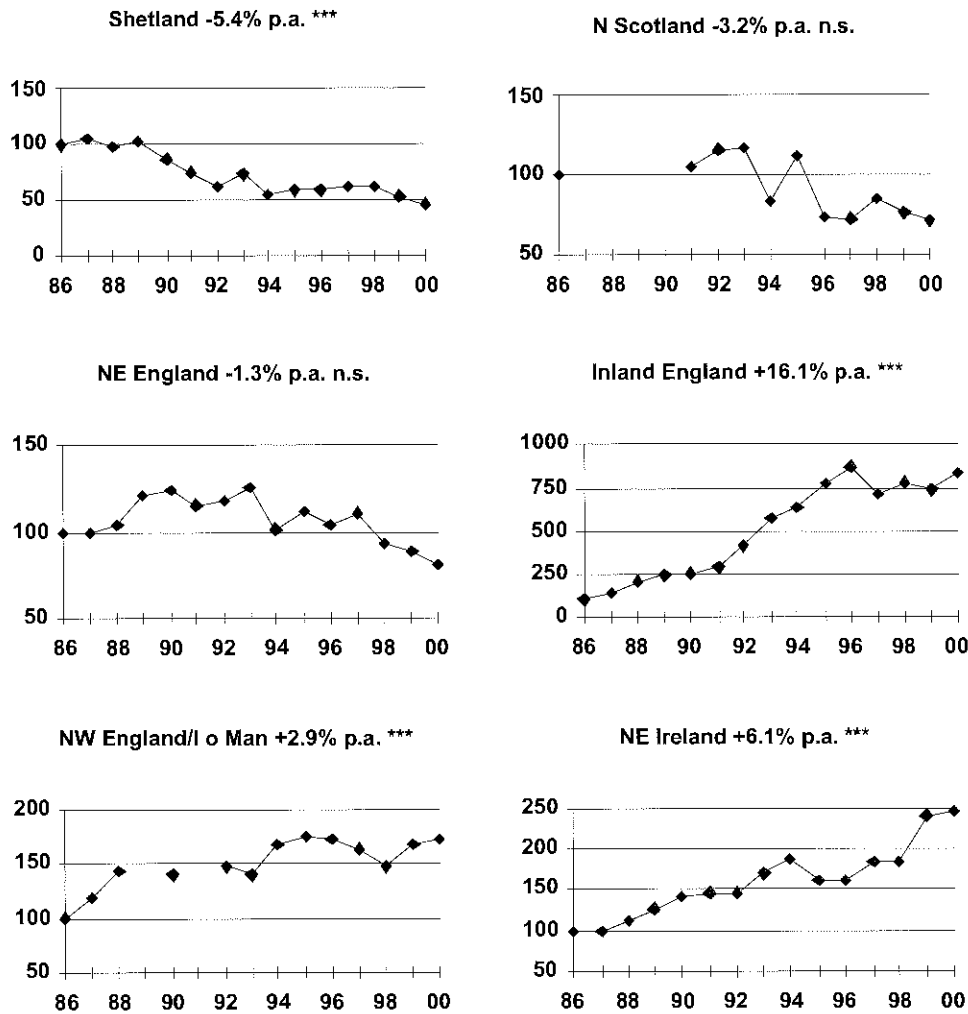 Shetland -5.4% p.a. ***
150
100
50
0
86 88 90 92 94 96 98 00
N Scotland -3.2% p.a. n.s.
150
100
50
86 88 90 92 94 96 98 00
NE England -1.3% p.a. n.s.
150
100
50
86 88 90 92 94 96 98 00
Inland England +16.1% p.a. ***
1000
750
500
250
0
86 88 90 92 94 96 98 00
NW England/I o Man +2.9% p.a. ***
200
150
100
50
86 88 90 92 94 96 98 00
NE Ireland +6.1% p.a. ***
250
200
150
100
50
86 88 90 92 94 96 98 00